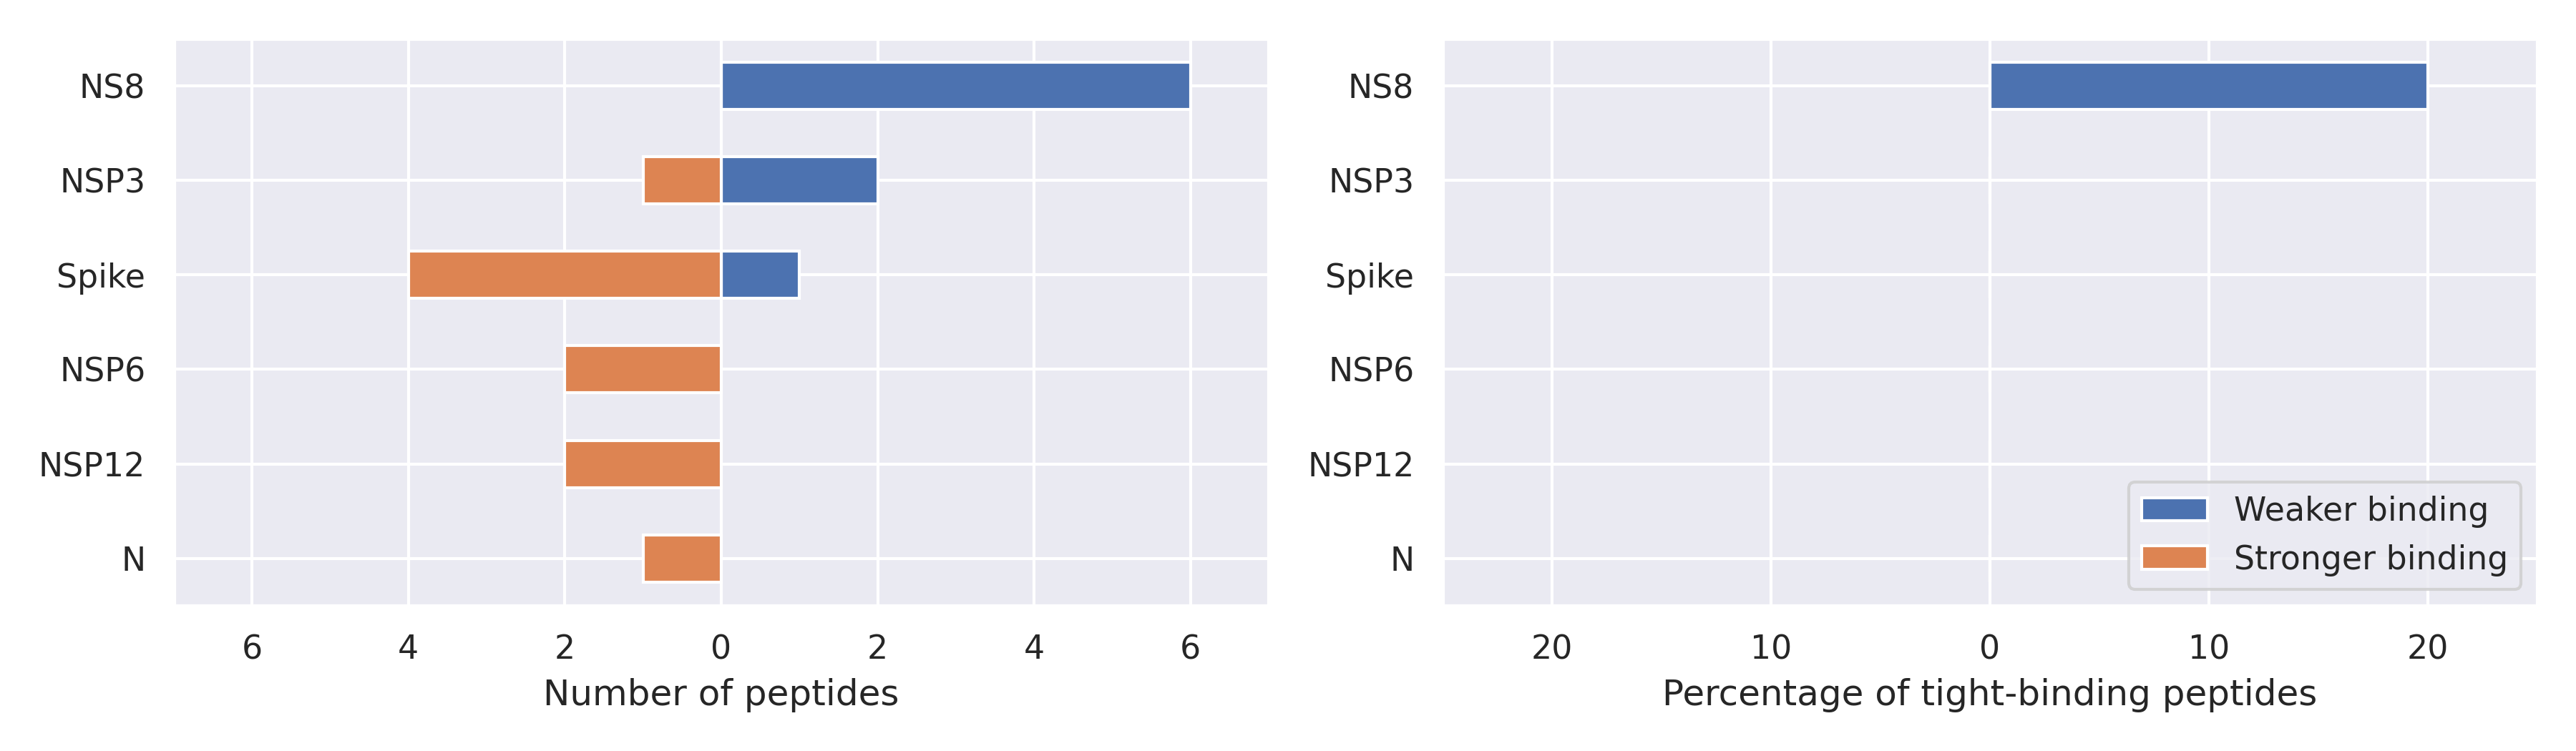 NS8
NSP3
Spike
NSP6
NSP12
N
6 4 2 0 2 4 6
Number of peptides
NS8
NSP3
Spike
NSP6
NSP12
N
Weaker binding
Stronger binding
20 10 0 10 20
Percentage of tight-binding peptides